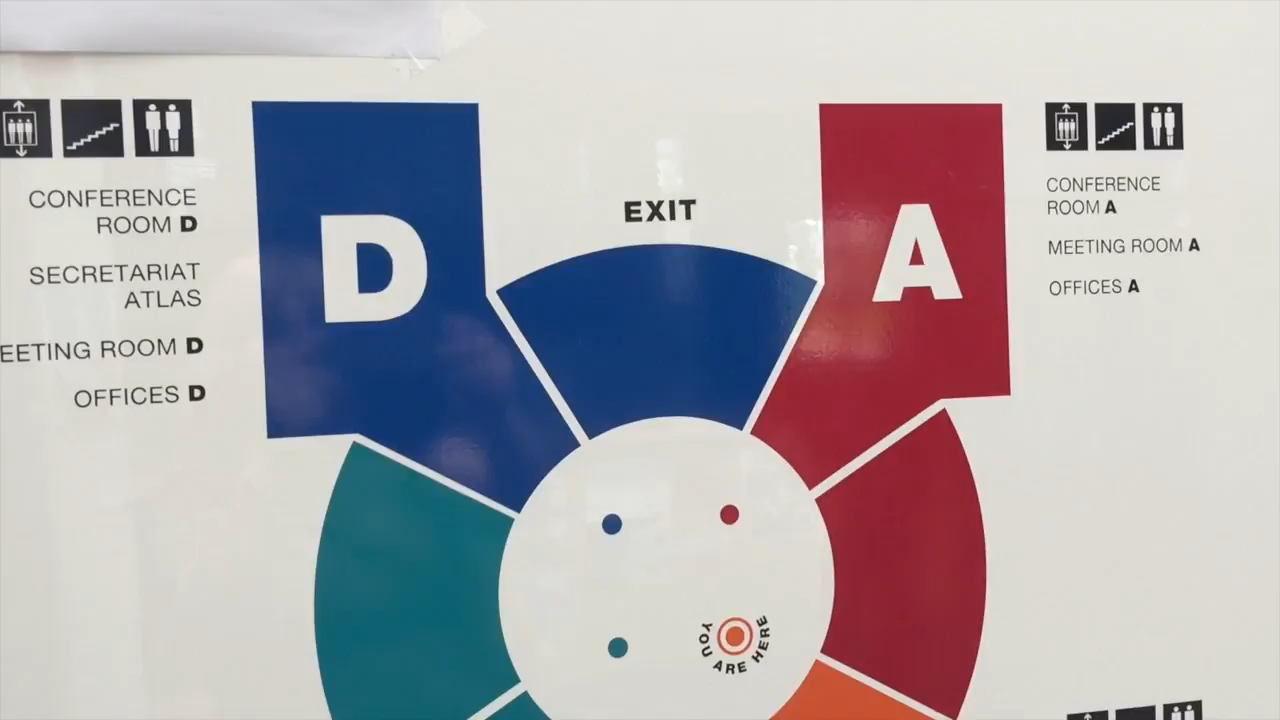 CONFERENCE
ROOM D
SECRETARIAT
ATLAS
EETING ROOM D
OFFICES D
D
EXIT
A
CONFERENCE
ROOM A
MEETING ROOM A
OFFICES A
YOU ARE HERE